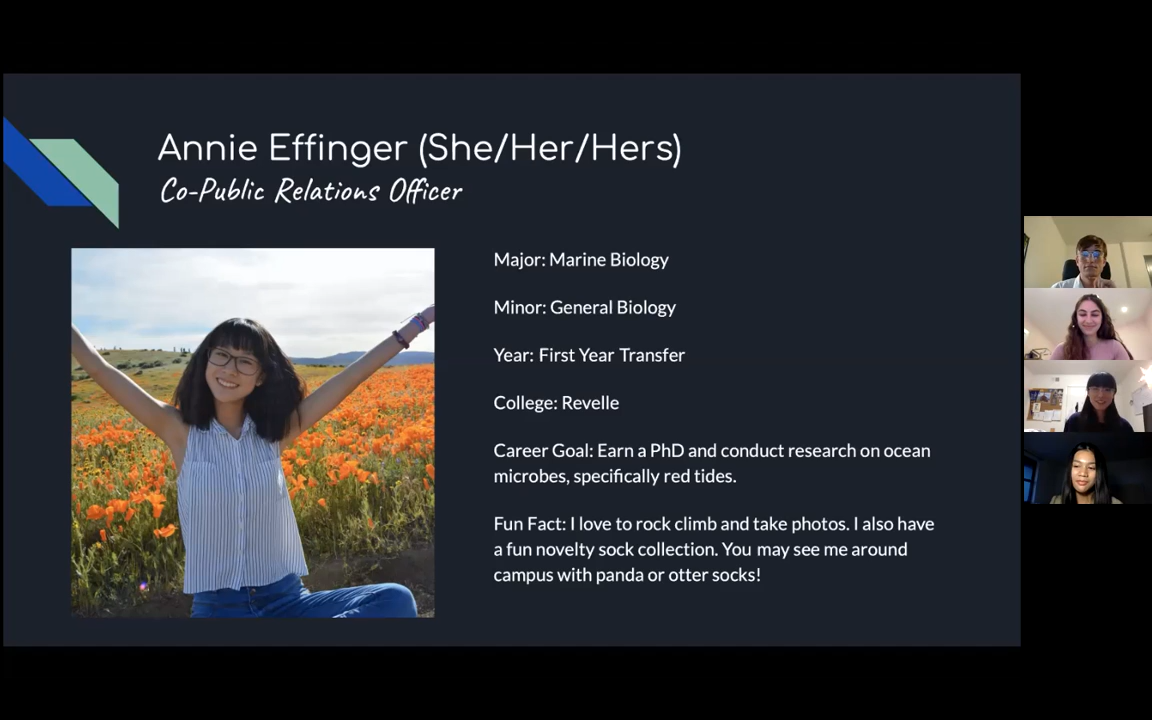 Annie Effinger (She/Her/Hers)
Co-Public Relations Officer
Major: Marine Biology
Minor: General Biology
Year: First Year Transfer
College: Revelle
Career Goal: Earn a PhD and conduct research on ocean
microbes, specifically red tides.
Fun Fact: I love to rock climb and take photos. I also have
a fun novelty sock collection. You may see me around
campus with panda or otter socks!